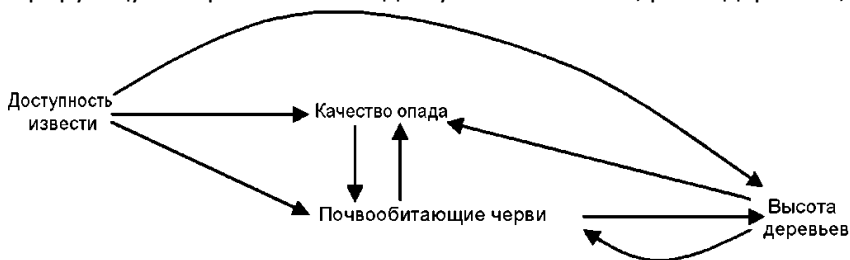 Доступность
извести
Качество опада
Почвообитающие черви
Высота
деревьев